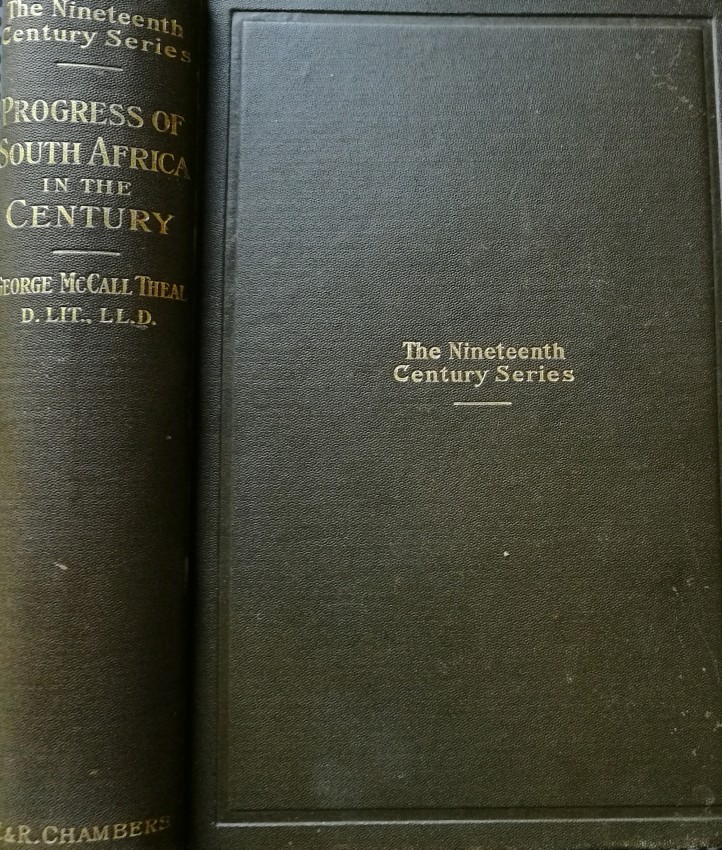 The Nineteenth
Century Series
PROGRESS OF
SOUTH AFRICA
IN THE
CENTURY
GEORGE McCALL THEAL
D. LIT., LL.D.
& R. CHAMBERS
The Nineteenth
Century Series